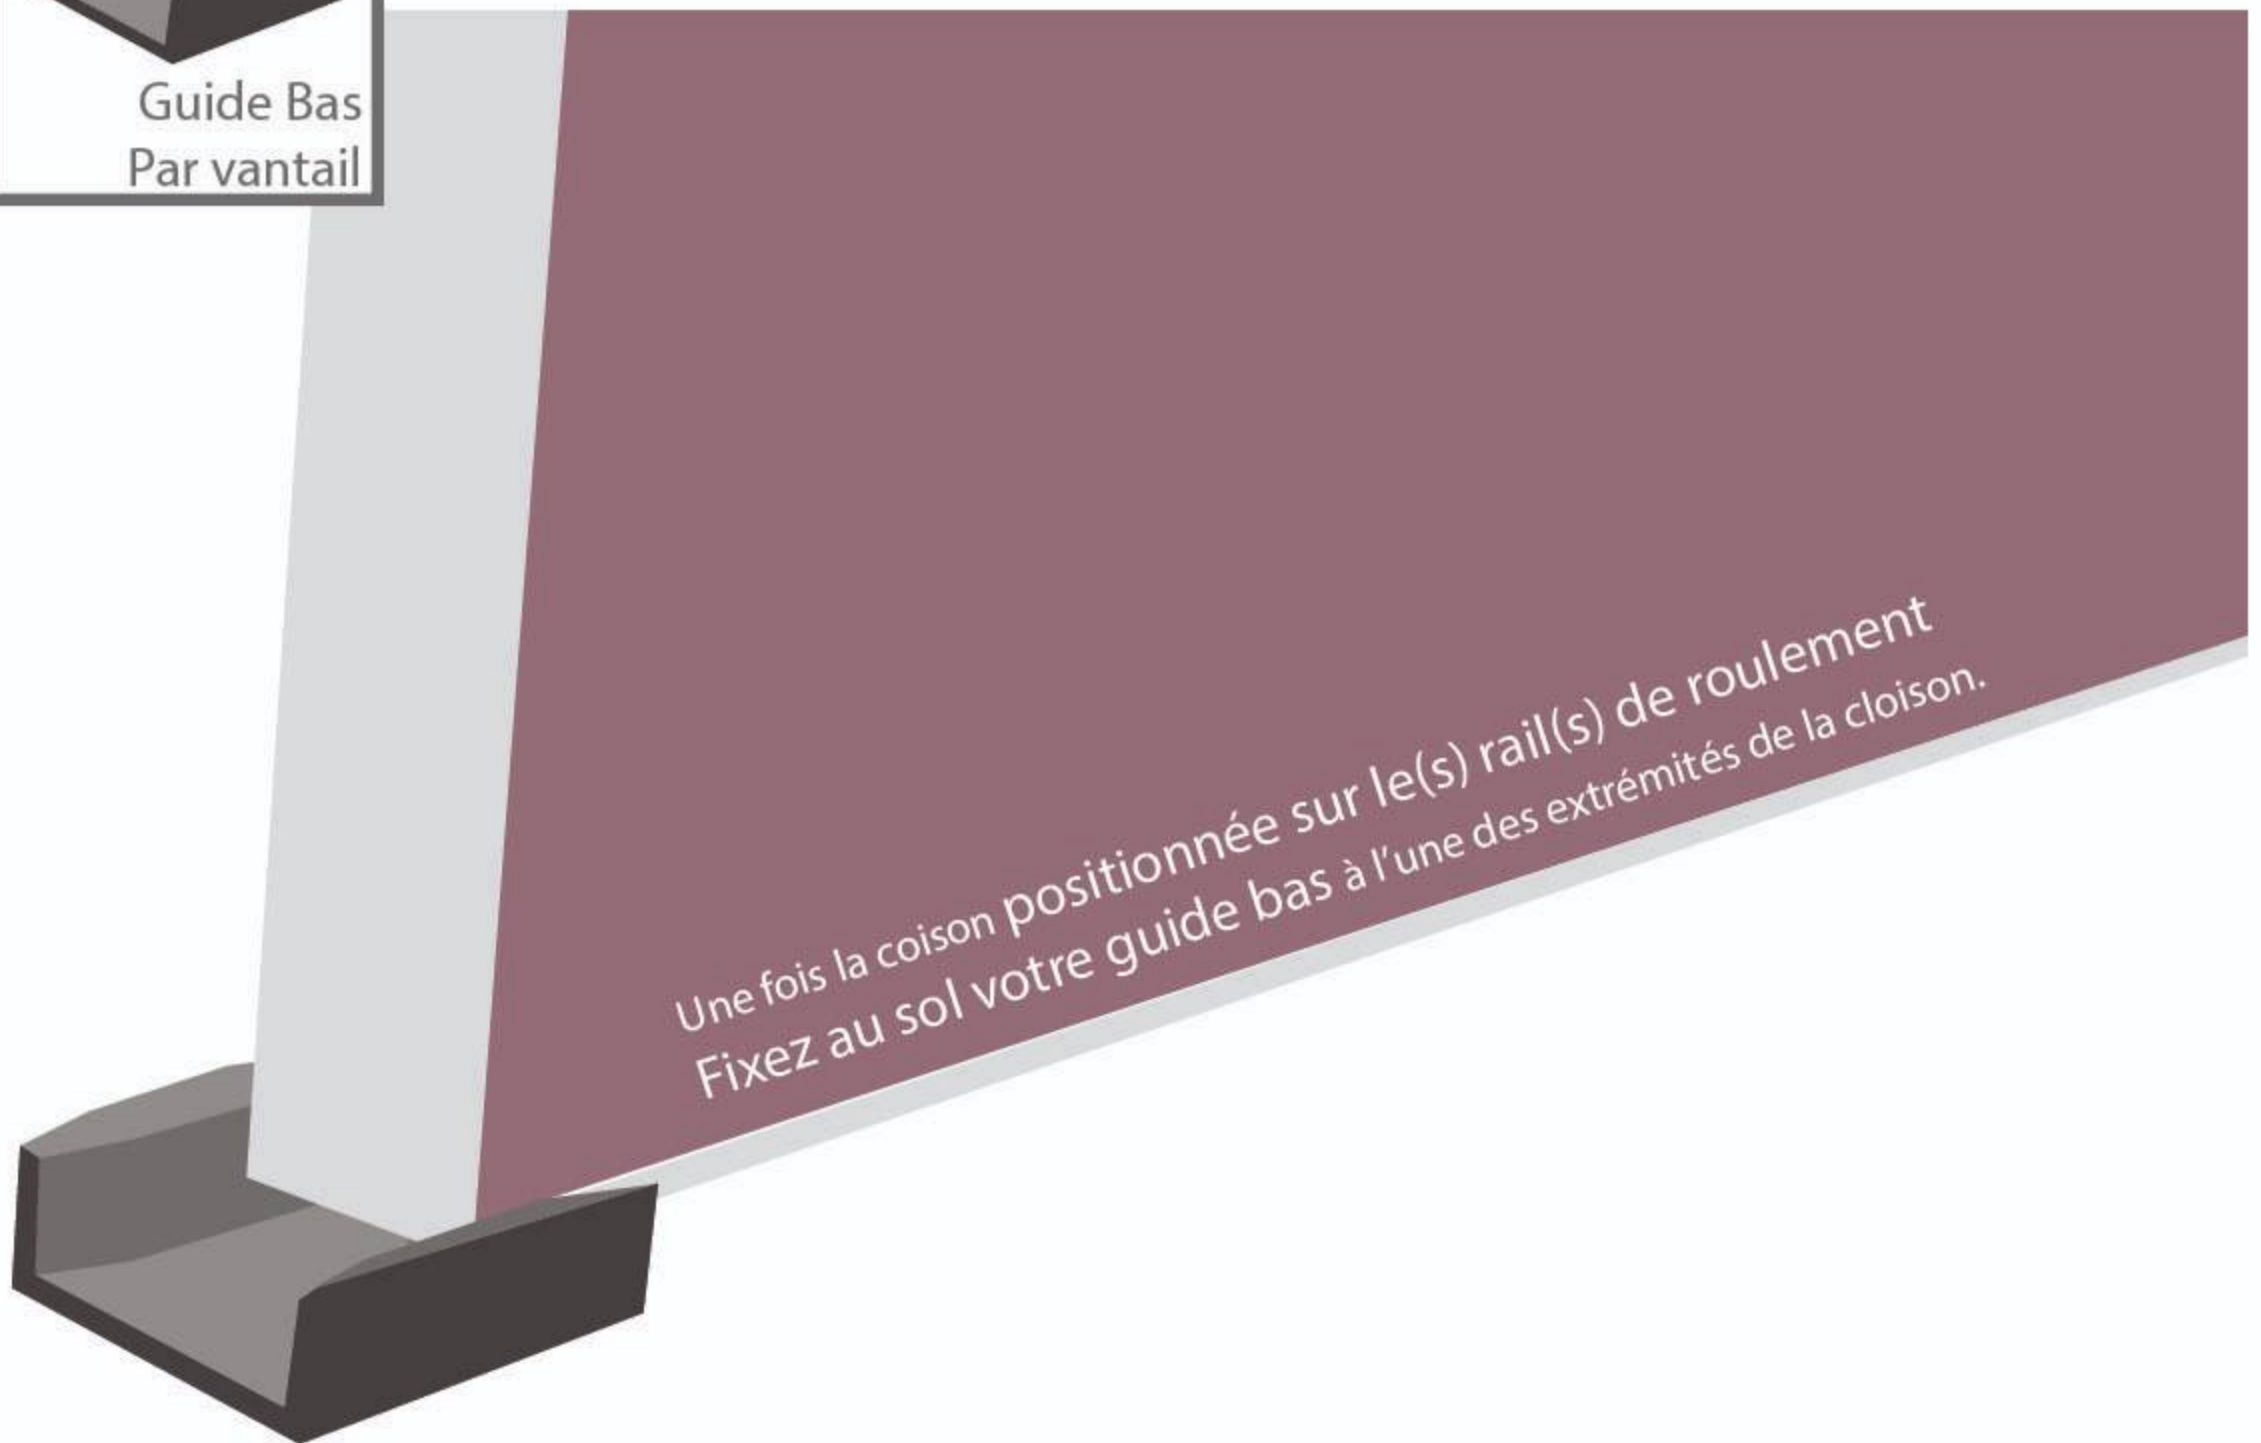 Guide Bas
Par vantail
Une fois la coison positionnée sur le(s) rail(s) de roulement
Fixez au sol votre guide bas à l'une des extrémités de la cloison.